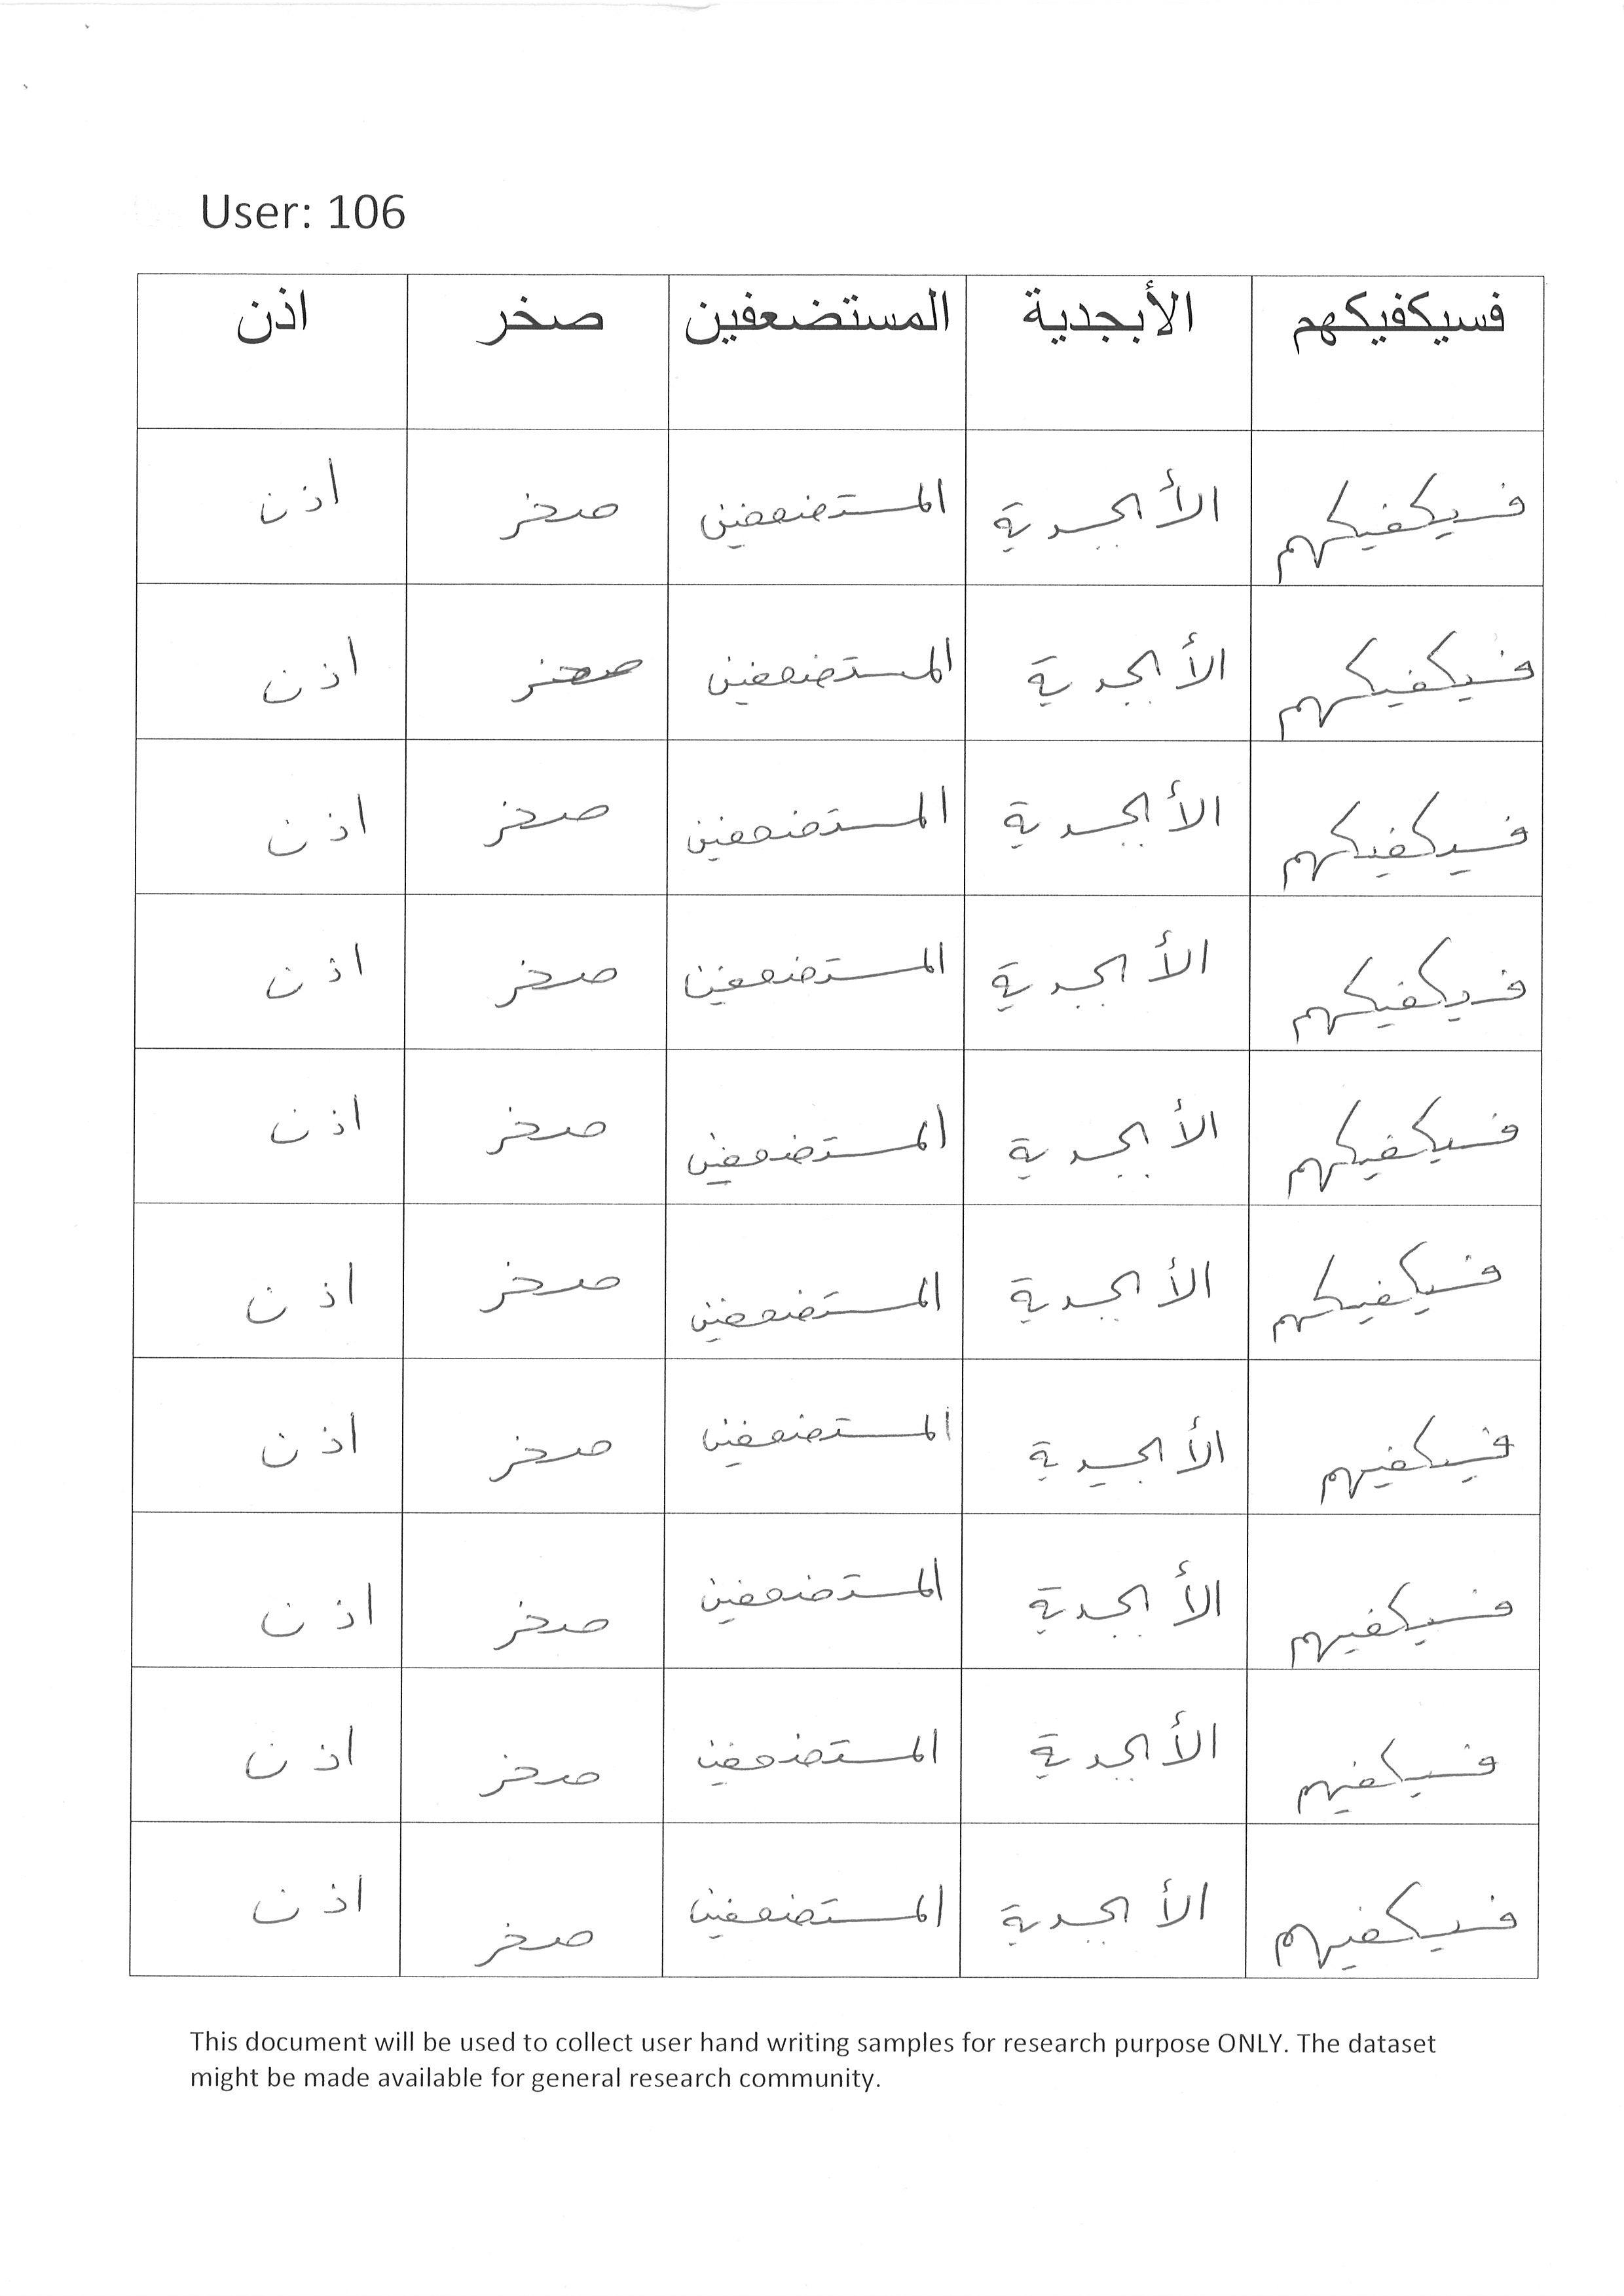 User: 106
فسيكفيكهم الأبجدية المستضعفين صخر اذن
فسيكفيكهم الأبجدية المستضعفين صخر اذن
فسيكفيكهم الأبجدية المستضعفين صخر اذن
فسيكفيكهم الأبجدية المستضعفين صخر اذن
فسيكفيكهم الأبجدية المستضعفين صخر اذن
فسيكفيكهم الأبجدية المستضعفين صخر اذن
فسيكفيكهم الأبجدية المستضعفين صخر اذن
فسيكفيهم الأبجدية المستضعفين صخر اذن
فسيكفيهم الأبجدية المستضعفين صخر اذن
فسيكفيهم الأبجدية المستضعفين صخر اذن
فسيكفيهم الأبجدية المستضعفين صخر اذن
This document will be used to collect user hand writing samples for research purpose ONLY. The dataset
might be made available for general research community.